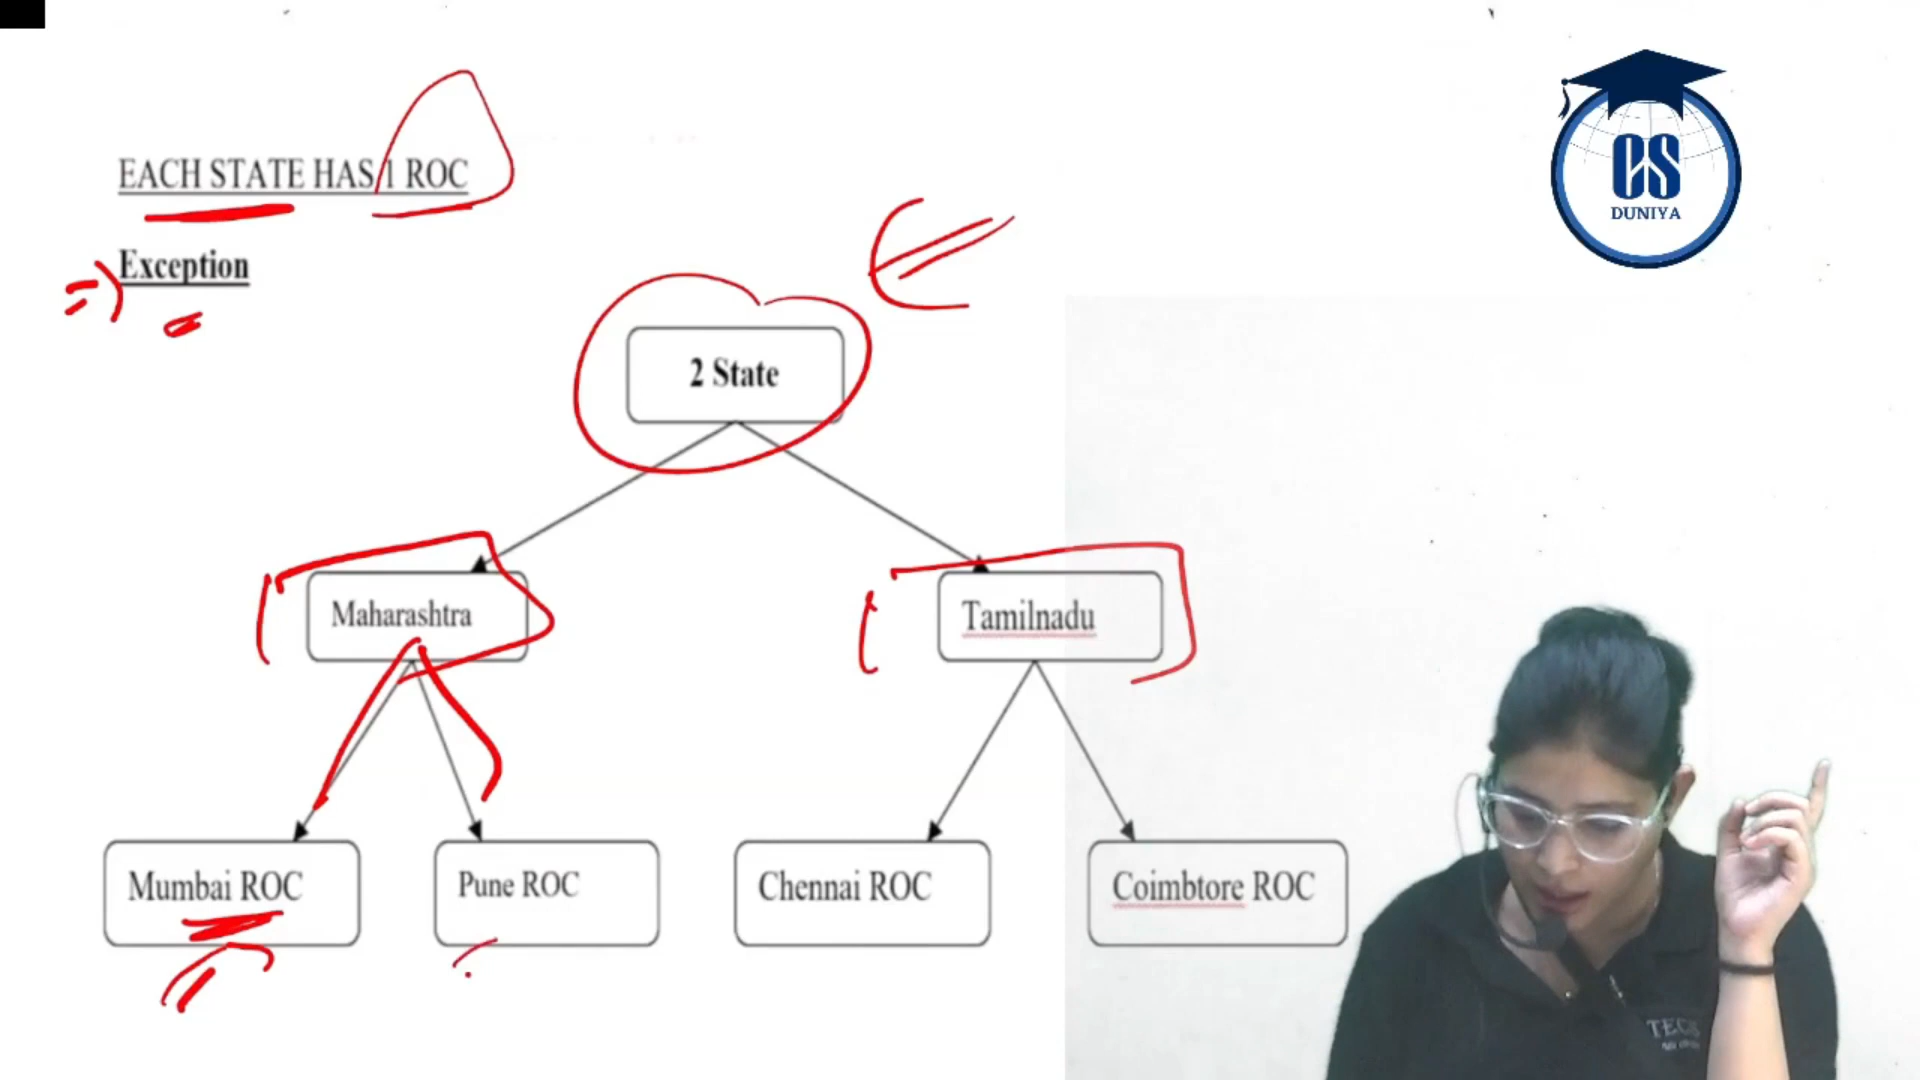 EACH STATE HAS 1 ROC
CS
DUNIYA
Exception
2 State
Maharashtra
Tamilnadu
Mumbai ROC
Pune ROC
Chennai ROC
Coimbtore ROC